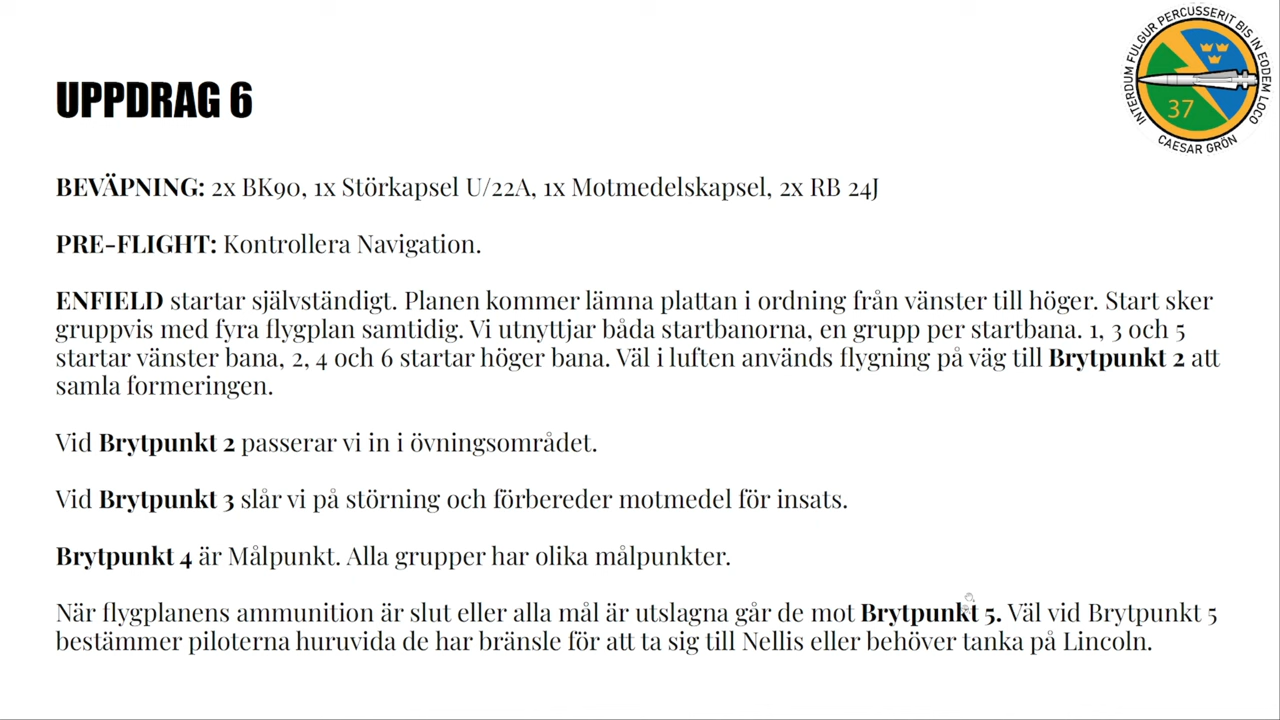 INTERDUM FULGUR PERCUSSERIT BIS IN EODEM LOCO
37
CAESAR GRÖN
UPPDRAG 6
BEVÄPNING: 2x BK90, 1x Störkapsel U/22A, 1x Motmedelskapsel, 2x RB 24J
PRE-FLIGHT: Kontrollera Navigation.
ENFIELD startar självständigt. Planen kommer lämna plattan i ordning från vänster till höger. Start sker
gruppvis med fyra flygplan samtidig. Vi utnyttjar båda startbanorna, en grupp per startbana. 1, 3 och 5
startar vänster bana, 2, 4 och 6 startar höger bana. Väl i luften används flygning på väg till Brytpunkt 2 att
samla formeringen.
Vid Brytpunkt 2 passerar vi in i övningsområdet.
Vid Brytpunkt 3 slår vi på störning och förbereder motmedel för insats.
Brytpunkt 4 är Målpunkt. Alla grupper har olika målpunkter.
När flygplanens ammunition är slut eller alla mål är utslagna går de mot Brytpunkt 5. Väl vid Brytpunkt 5
bestämmer piloterna huruvida de har bränsle för att ta sig till Nellis eller behöver tanka på Lincoln.